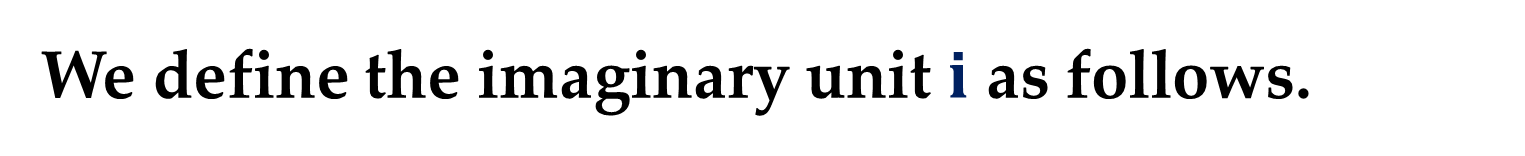 We define the imaginary unit i as follows.